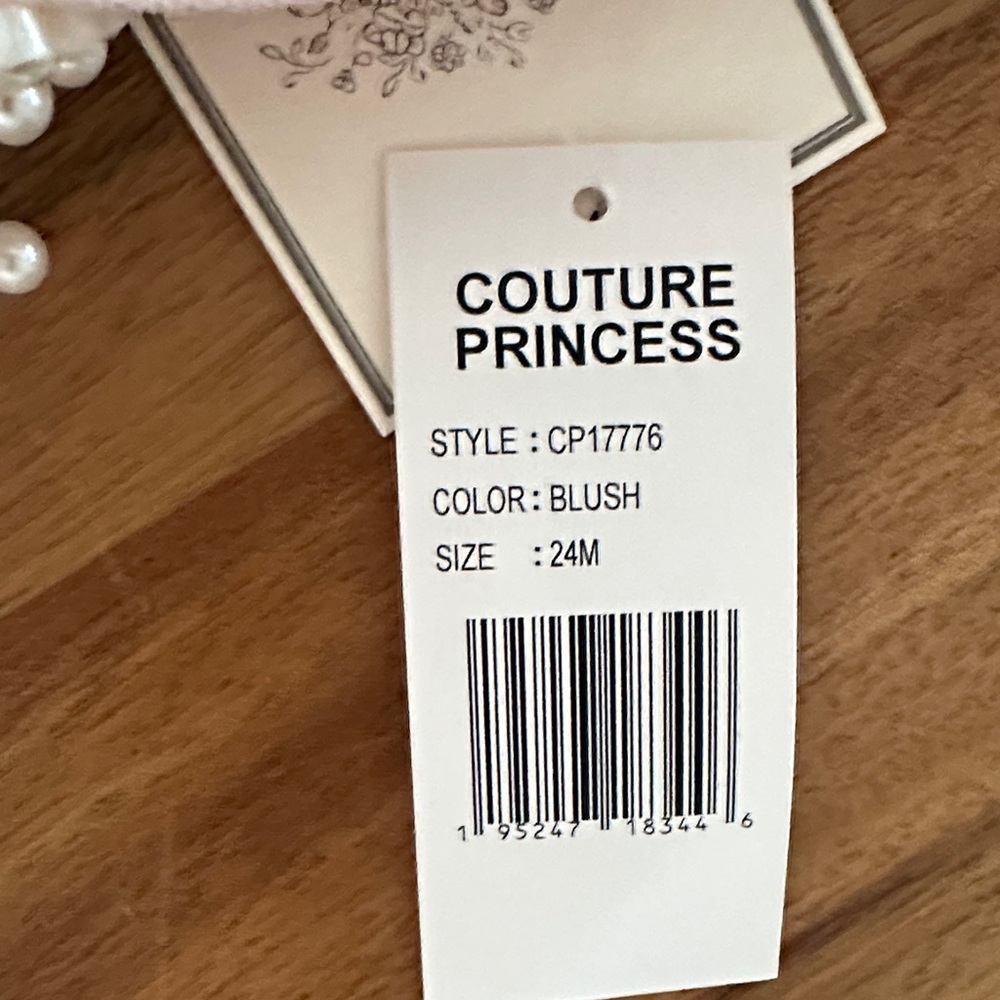 COUTURE
PRINCESS
STYLE : CP17776
COLOR : BLUSH
SIZE : 24M
1 95247 18344 6